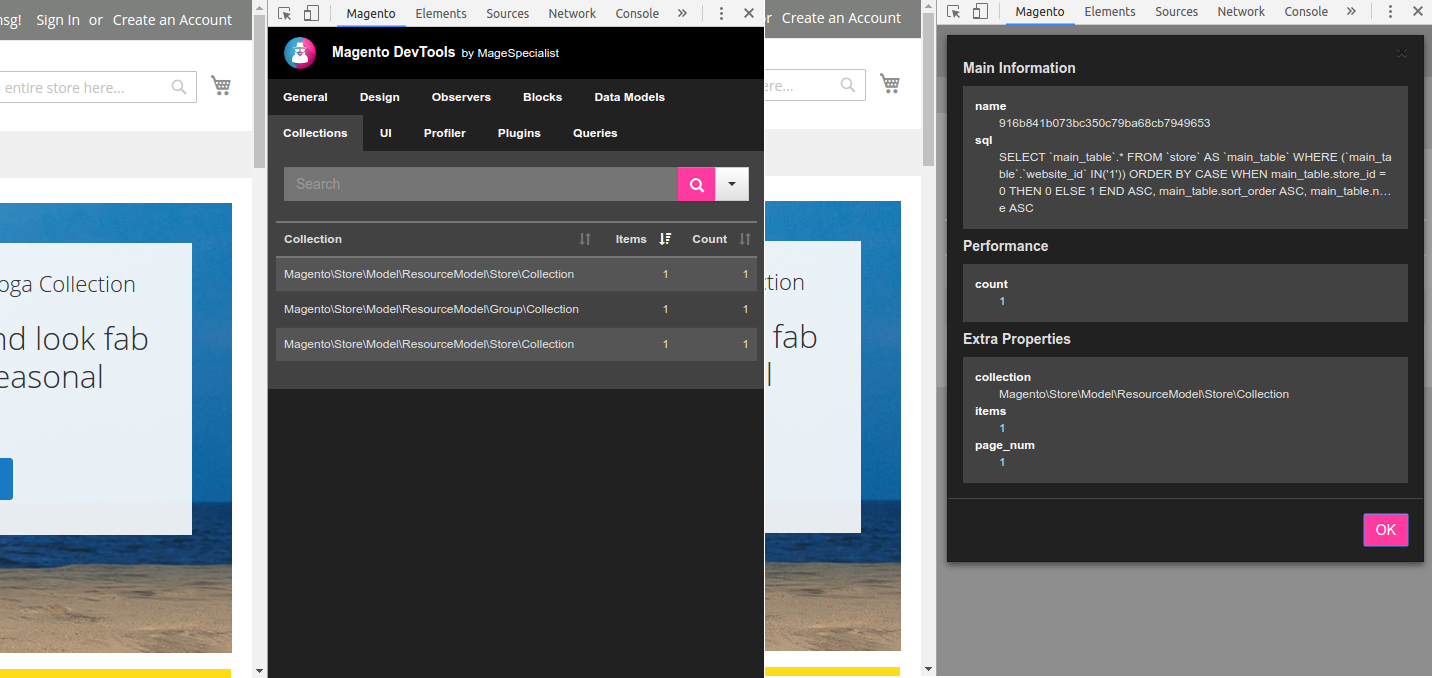 nsg! Sign In or Create an Account
entire store here...
oga Collection
nd look fab
easonal
Magento Elements Sources Network Console »
Magento DevTools by MageSpecialist
General Design Observers Blocks Data Models
Collections UI Profiler Plugins Queries
Search
Collection Items Count
Magento\Store\Model\ResourceModel\Store\Collection 1 1
Magento\Store\Model\ResourceModel\Group\Collection 1 1
Magento\Store\Model\ResourceModel\Store\Collection 1 1
or Create an Account
ere...
ction
fab
l
Magento Elements Sources Network Console »
×
Main Information
name
916b841b073bc350c79ba68cb7949653
sql
SELECT `main_table`.* FROM `store` AS `main_table` WHERE (`main_ta
ble`.`website_id` IN('1')) ORDER BY CASE WHEN main_table.store_id =
0 THEN 0 ELSE 1 END ASC, main_table.sort_order ASC, main_table.n...
e ASC
Performance
count
1
Extra Properties
collection
Magento\Store\Model\ResourceModel\Store\Collection
items
1
page_num
1
OK